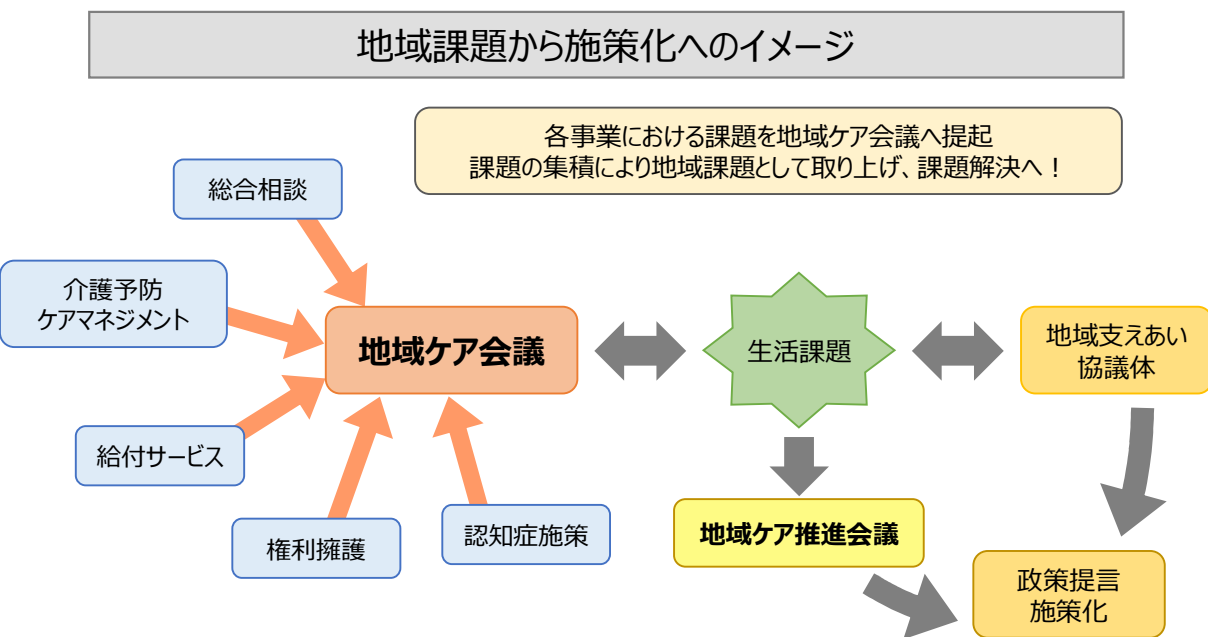 地域課題から施策化へのイメージ
各事業における課題を地域ケア会議へ提起
課題の集積により地域課題として取り上げ、課題解決へ！
総合相談
介護予防
ケアマネジメント
地域ケア会議
生活課題
地域支えあい
協議体
給付サービス
権利擁護
認知症施策
地域ケア推進会議
政策提言
施策化